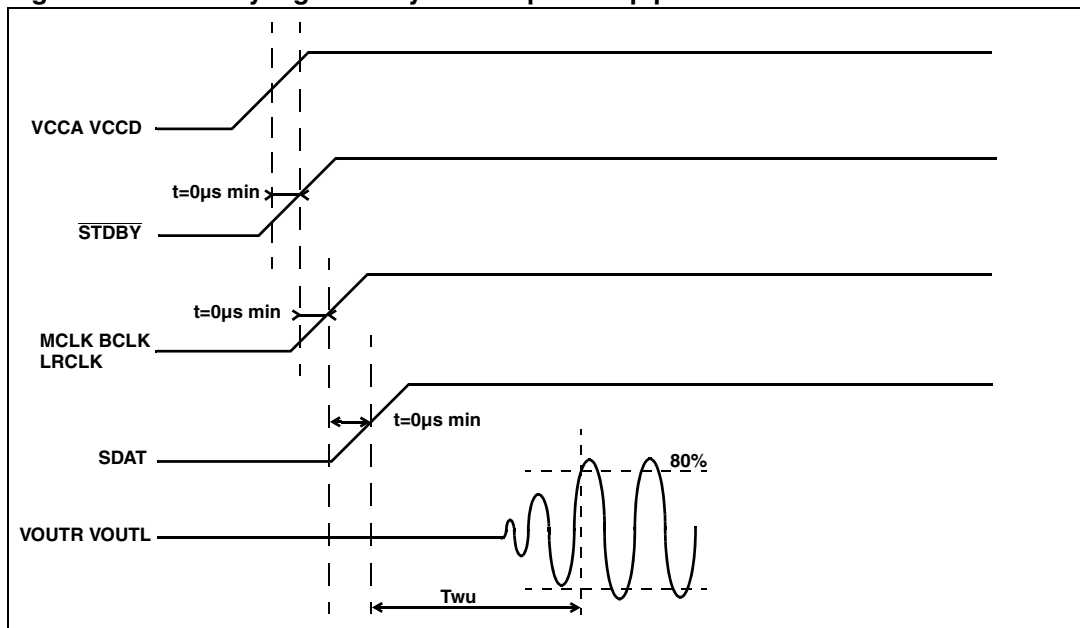 VCCA VCCD
t=0µs min
STDBY
t=0µs min
MCLK BCLK
LRCLK
t=0µs min
SDAT
80%
VOUTR VOUTL
Twu